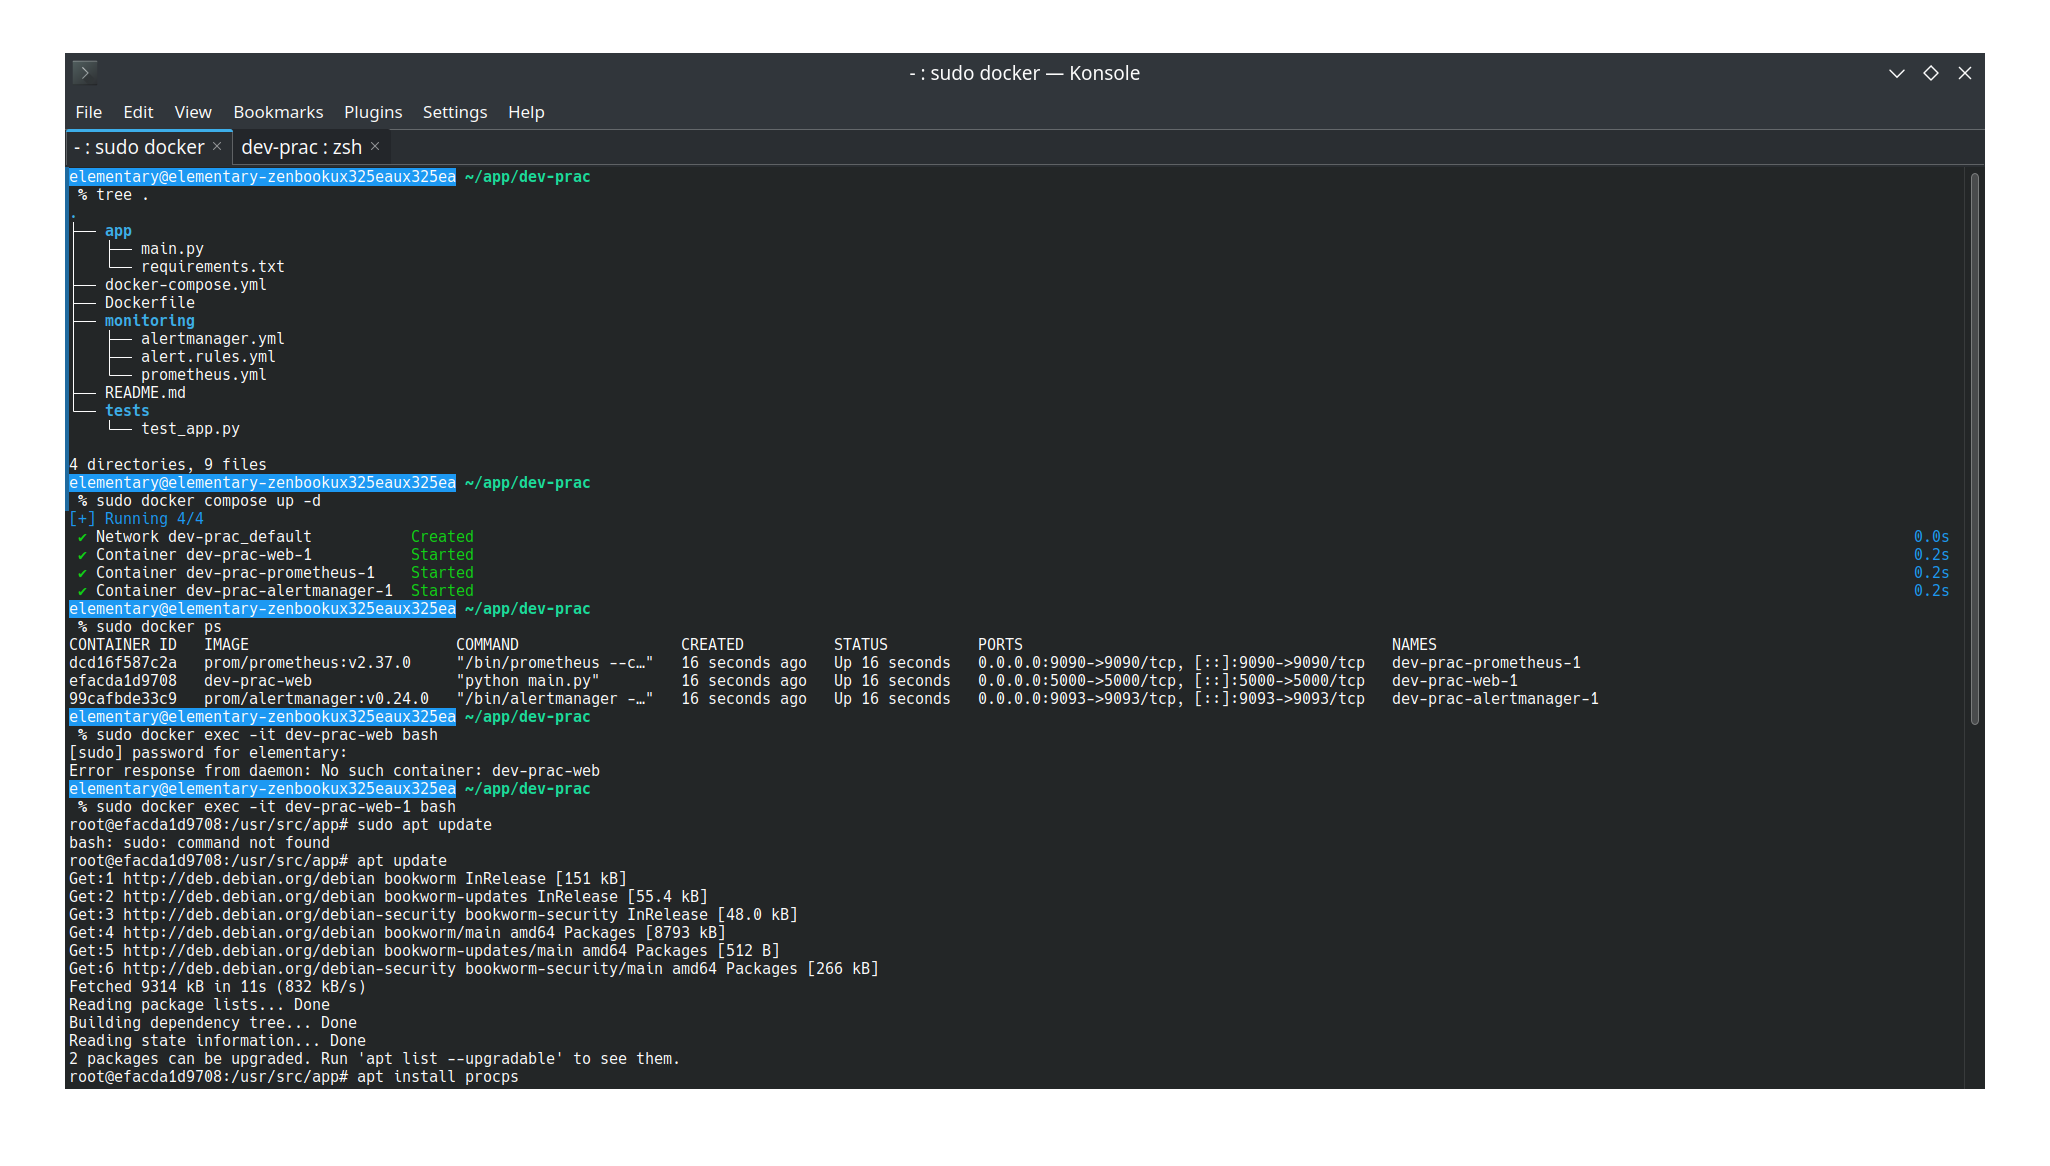 - : sudo docker — Konsole
File Edit View Bookmarks Plugins Settings Help
- : sudo docker × dev-prac : zsh ×
elementary@elementary-zenbookux325eaux325ea ~/app/dev-prac
 % tree .
.
├── app
│   ├── main.py
│   └── requirements.txt
├── docker-compose.yml
├── Dockerfile
├── monitoring
│   ├── alertmanager.yml
│   ├── alert.rules.yml
│   └── prometheus.yml
├── README.md
└── tests
    └── test_app.py
4 directories, 9 files
elementary@elementary-zenbookux325eaux325ea ~/app/dev-prac
 % sudo docker compose up -d
[+] Running 4/4
 ✔ Network dev-prac_default           Created 0.0s
 ✔ Container dev-prac-web-1           Started 0.2s
 ✔ Container dev-prac-prometheus-1    Started 0.2s
 ✔ Container dev-prac-alertmanager-1  Started 0.2s
elementary@elementary-zenbookux325eaux325ea ~/app/dev-prac
 % sudo docker ps
CONTAINER ID   IMAGE                       COMMAND                  CREATED          STATUS          PORTS                                         NAMES
dcd16f587c2a   prom/prometheus:v2.37.0     "/bin/prometheus --c…"   16 seconds ago   Up 16 seconds   0.0.0.0:9090->9090/tcp, [::]:9090->9090/tcp   dev-prac-prometheus-1
efacda1d9708   dev-prac-web                "python main.py"         16 seconds ago   Up 16 seconds   0.0.0.0:5000->5000/tcp, [::]:5000->5000/tcp   dev-prac-web-1
99cafbde33c9   prom/alertmanager:v0.24.0   "/bin/alertmanager -…"   16 seconds ago   Up 16 seconds   0.0.0.0:9093->9093/tcp, [::]:9093->9093/tcp   dev-prac-alertmanager-1
elementary@elementary-zenbookux325eaux325ea ~/app/dev-prac
 % sudo docker exec -it dev-prac-web bash
[sudo] password for elementary:
Error response from daemon: No such container: dev-prac-web
elementary@elementary-zenbookux325eaux325ea ~/app/dev-prac
 % sudo docker exec -it dev-prac-web-1 bash
root@efacda1d9708:/usr/src/app# sudo apt update
bash: sudo: command not found
root@efacda1d9708:/usr/src/app# apt update
Get:1 http://deb.debian.org/debian bookworm InRelease [151 kB]
Get:2 http://deb.debian.org/debian bookworm-updates InRelease [55.4 kB]
Get:3 http://deb.debian.org/debian-security bookworm-security InRelease [48.0 kB]
Get:4 http://deb.debian.org/debian bookworm/main amd64 Packages [8793 kB]
Get:5 http://deb.debian.org/debian bookworm-updates/main amd64 Packages [512 B]
Get:6 http://deb.debian.org/debian-security bookworm-security/main amd64 Packages [266 kB]
Fetched 9314 kB in 11s (832 kB/s)
Reading package lists... Done
Building dependency tree... Done
Reading state information... Done
2 packages can be upgraded. Run 'apt list --upgradable' to see them.
root@efacda1d9708:/usr/src/app# apt install procps